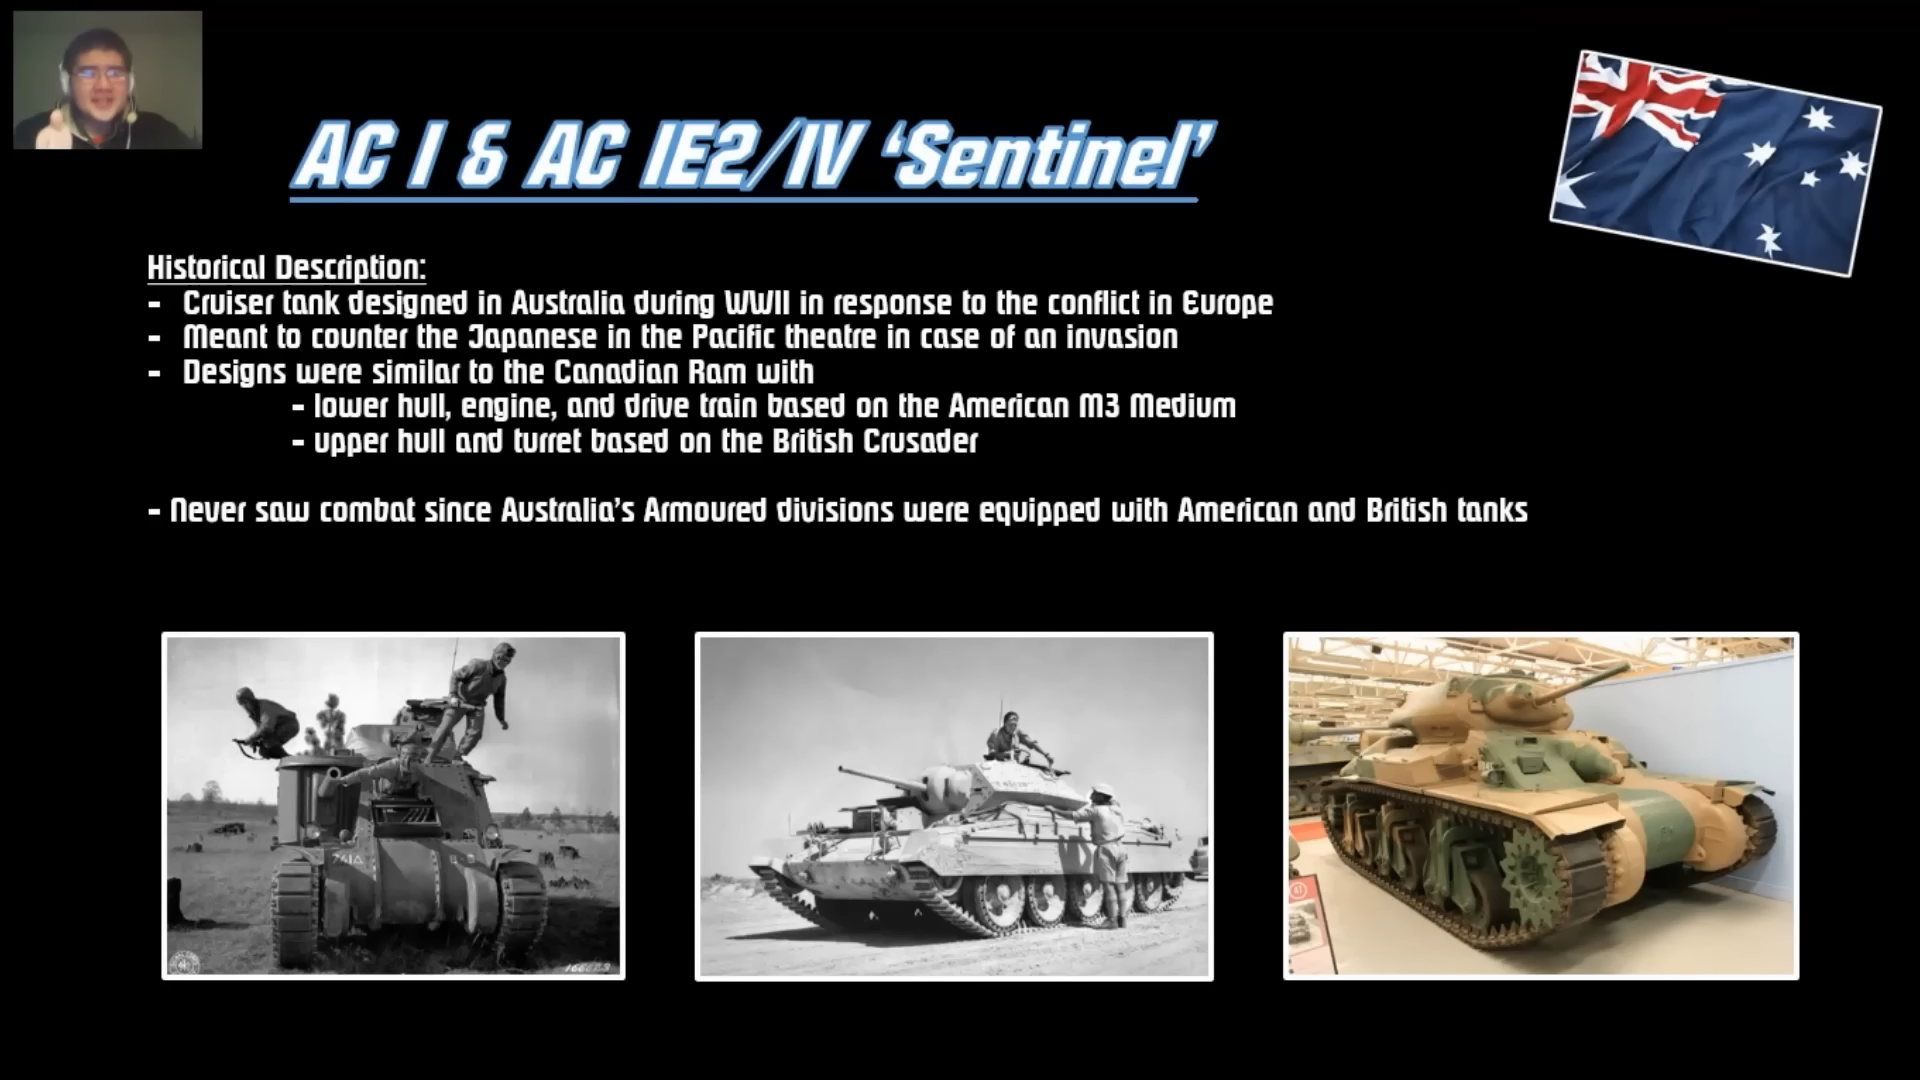 AC I & AC IE2/IV ‘Sentinel’
Historical Description:
- Cruiser tank designed in Australia during WWII in response to the conflict in Europe
- Meant to counter the Japanese in the Pacific theatre in case of an invasion
- Designs were similar to the Canadian Ram with
- lower hull, engine, and drive train based on the American M3 Medium
- upper hull and turret based on the British Crusader
- Never saw combat since Australia’s Armoured divisions were equipped with American and British tanks